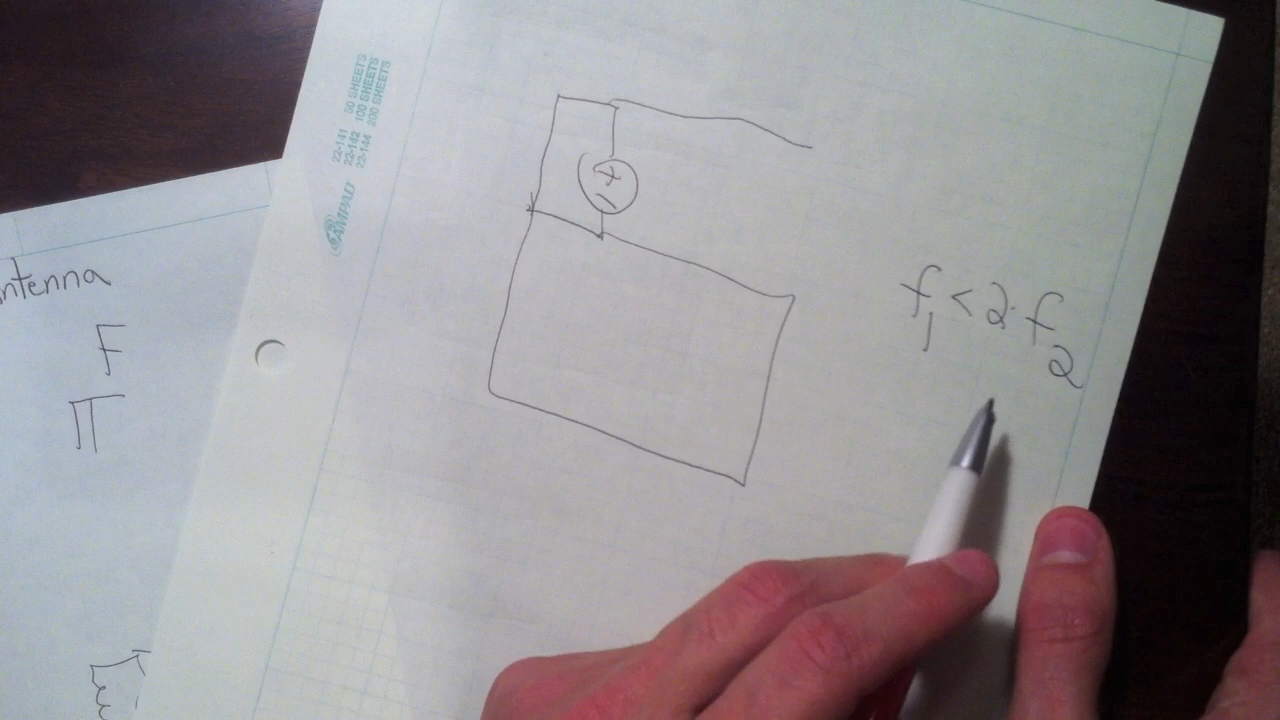 22-141 50 SHEETS
22-142 100 SHEETS
22-144 200 SHEETS
AMPAD
ntenna
F
+
−
f₁ < 2·f₂